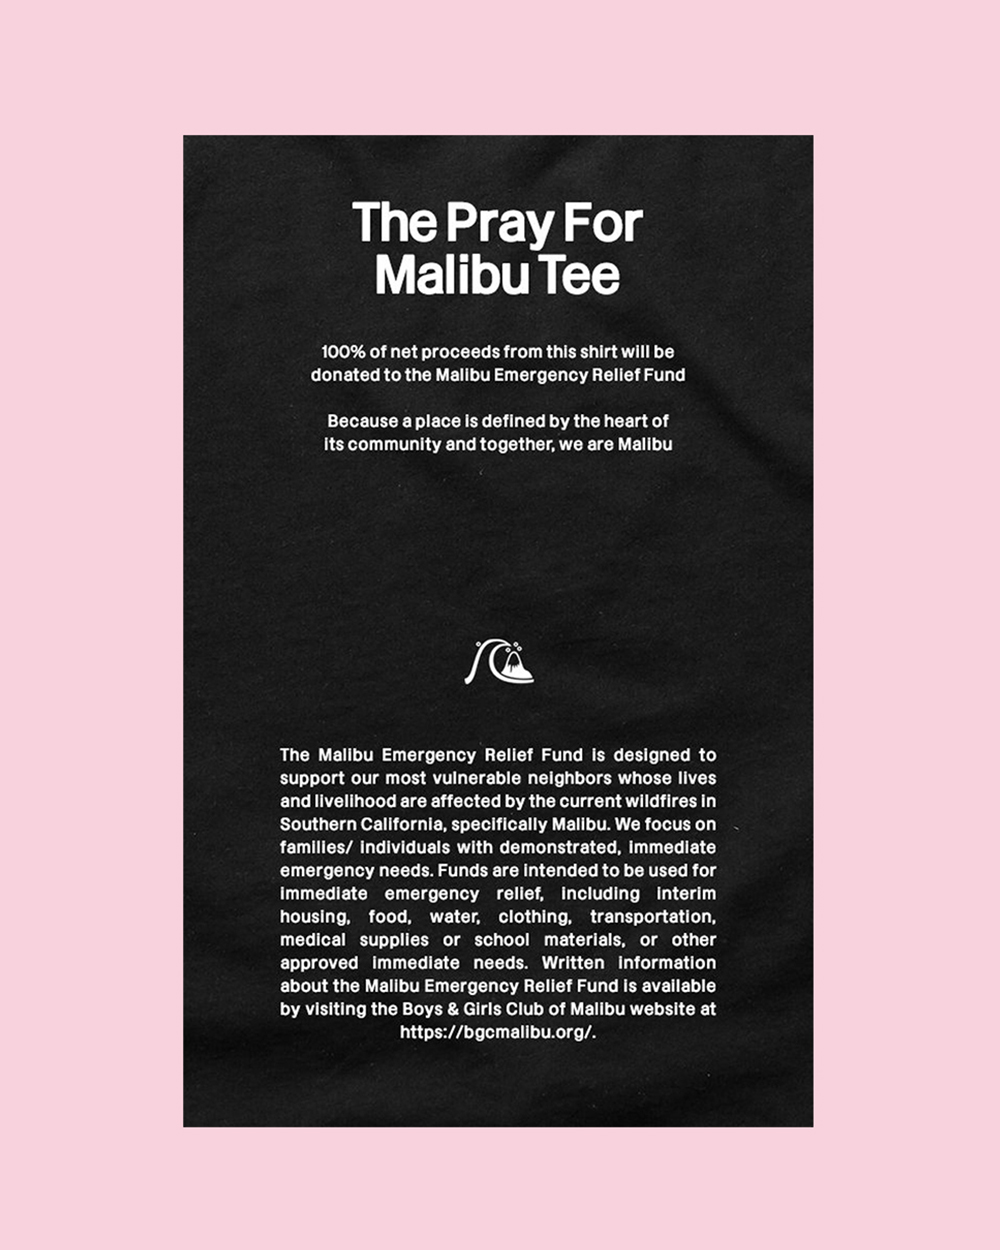 The Pray For
Malibu Tee
100% of net proceeds from this shirt will be
donated to the Malibu Emergency Relief Fund
Because a place is defined by the heart of
its community and together, we are Malibu
The Malibu Emergency Relief Fund is designed to
support our most vulnerable neighbors whose lives
and livelihood are affected by the current wildfires in
Southern California, specifically Malibu. We focus on
families/ individuals with demonstrated, immediate
emergency needs. Funds are intended to be used for
immediate emergency relief, including interim
housing, food, water, clothing, transportation,
medical supplies or school materials, or other
approved immediate needs. Written information
about the Malibu Emergency Relief Fund is available
by visiting the Boys & Girls Club of Malibu website at
https://bgcmalibu.org/.